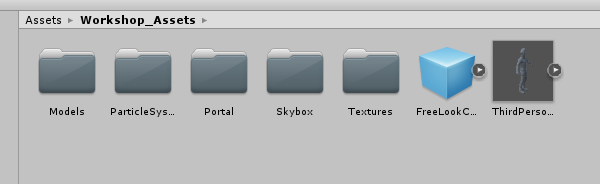 Assets ▸ Workshop_Assets ▸
Models ParticleSys... Portal Skybox Textures FreeLookC... ThirdPerso...